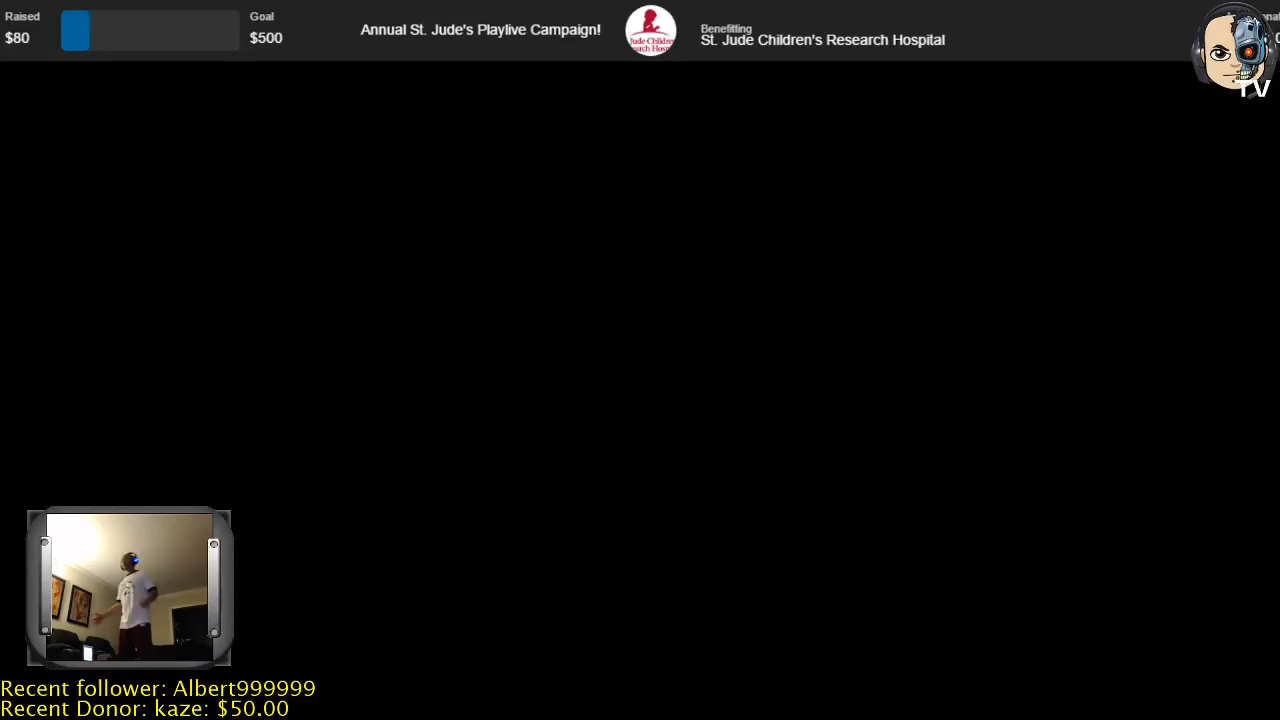 Raised
$80
Goal
$500
Annual St. Jude's Playlive Campaign!
Benefitting
St. Jude Children's Research Hospital
TV
Recent follower: Albert999999
Recent Donor: kaze: $50.00